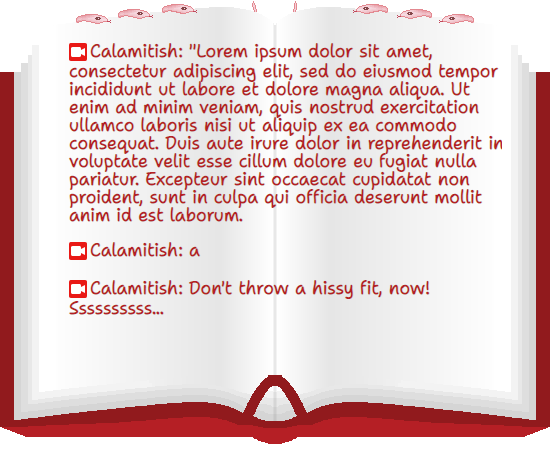 Calamitish: "Lorem ipsum dolor sit amet,
consectetur adipiscing elit, sed do eiusmod tempor
incididunt ut labore et dolore magna aliqua. Ut
enim ad minim veniam, quis nostrud exercitation
ullamco laboris nisi ut aliquip ex ea commodo
consequat. Duis aute irure dolor in reprehenderit in
voluptate velit esse cillum dolore eu fugiat nulla
pariatur. Excepteur sint occaecat cupidatat non
proident, sunt in culpa qui officia deserunt mollit
anim id est laborum.
Calamitish: a
Calamitish: Don't throw a hissy fit, now!
Ssssssssss...